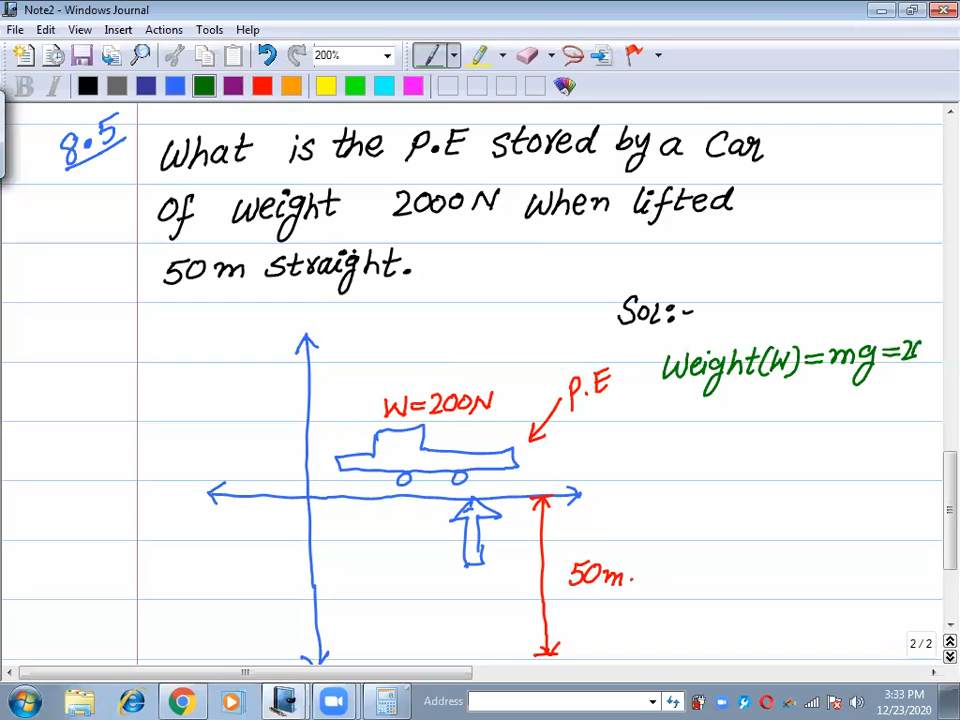 Note2 - Windows Journal
File Edit View Insert Actions Tools Help
200%
B I
8.5
What is the P.E stored by a Car
of weight 2000N when lifted
50m straight.
Sol:-
Weight(W)=mg=
W=200N
P.E
50m.
2/2
Address
3:33 PM
12/23/2020